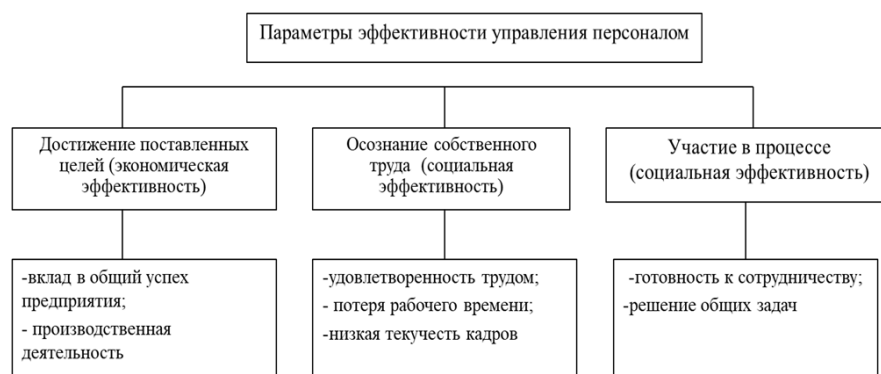 Параметры эффективности управления персоналом
Достижение поставленных
целей (экономическая
эффективность)
Осознание собственного
труда (социальная
эффективность)
Участие в процессе
(социальная эффективность)
-вклад в общий успех
предприятия;
- производственная
деятельность
-удовлетворенность трудом;
- потеря рабочего времени;
-низкая текучесть кадров
-готовность к сотрудничеству;
-решение общих задач